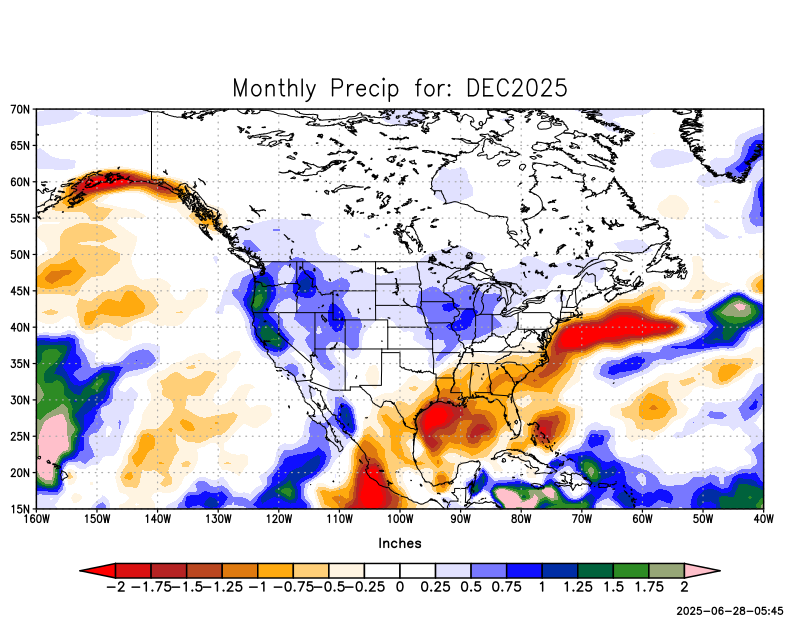 Monthly Precip for: DEC2025
70N
65N
60N
55N
50N
45N
40N
35N
30N
25N
20N
15N
160W 150W 140W 130W 120W 110W 100W 90W 80W 70W 60W 50W 40W
Inches
−2 −1.75−1.5−1.25 −1 −0.75−0.5−0.25 0 0.25 0.5 0.75 1 1.25 1.5 1.75 2
2025−06−28−05:45